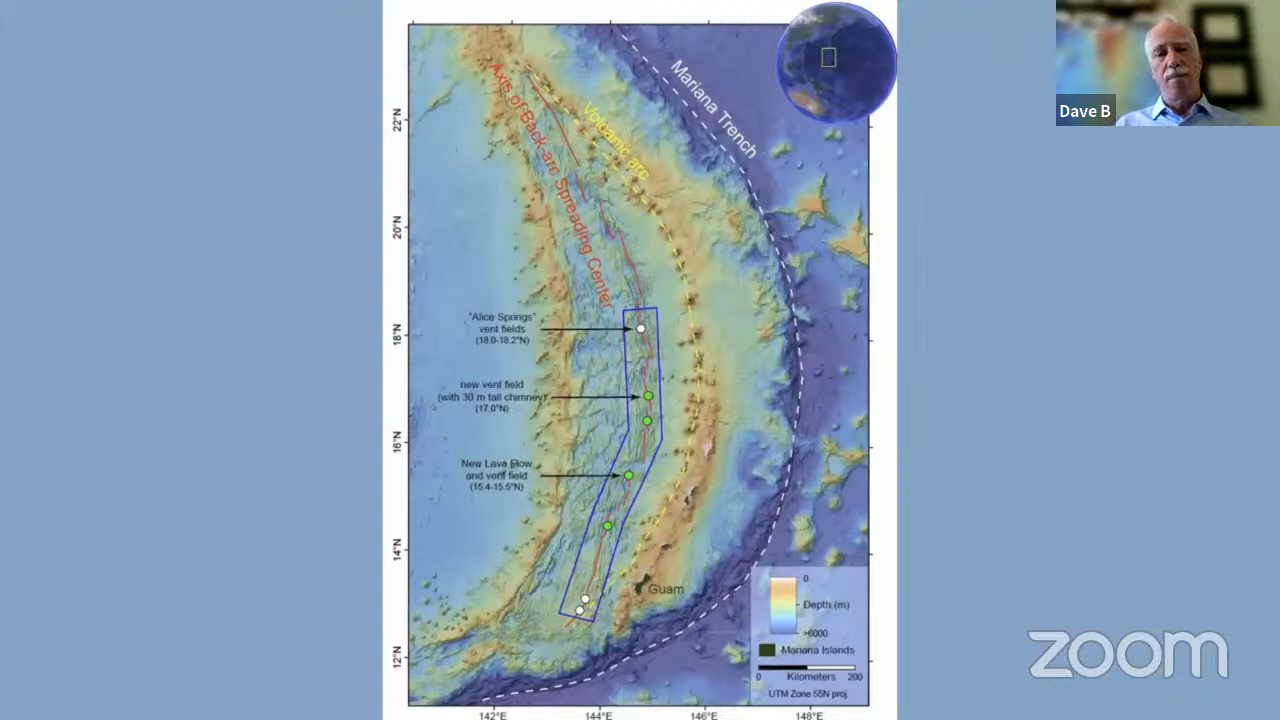 Axis of Back-arc Spreading Center
Volcanic arc
Mariana Trench
Dave B
22°N
20°N
18°N
16°N
14°N
12°N
"Alice Springs"
vent fields
(18.0-18.2°N)
new vent field
(with 30 m tall chimney)
(17.0°N)
New Lava Flow
and vent field
(15.4-15.5°N)
Guam
0
Depth (m)
>6000
Mariana Islands
0 Kilometers 200
UTM Zone 55N proj.
142°E
144°E
146°E
148°E
zoom